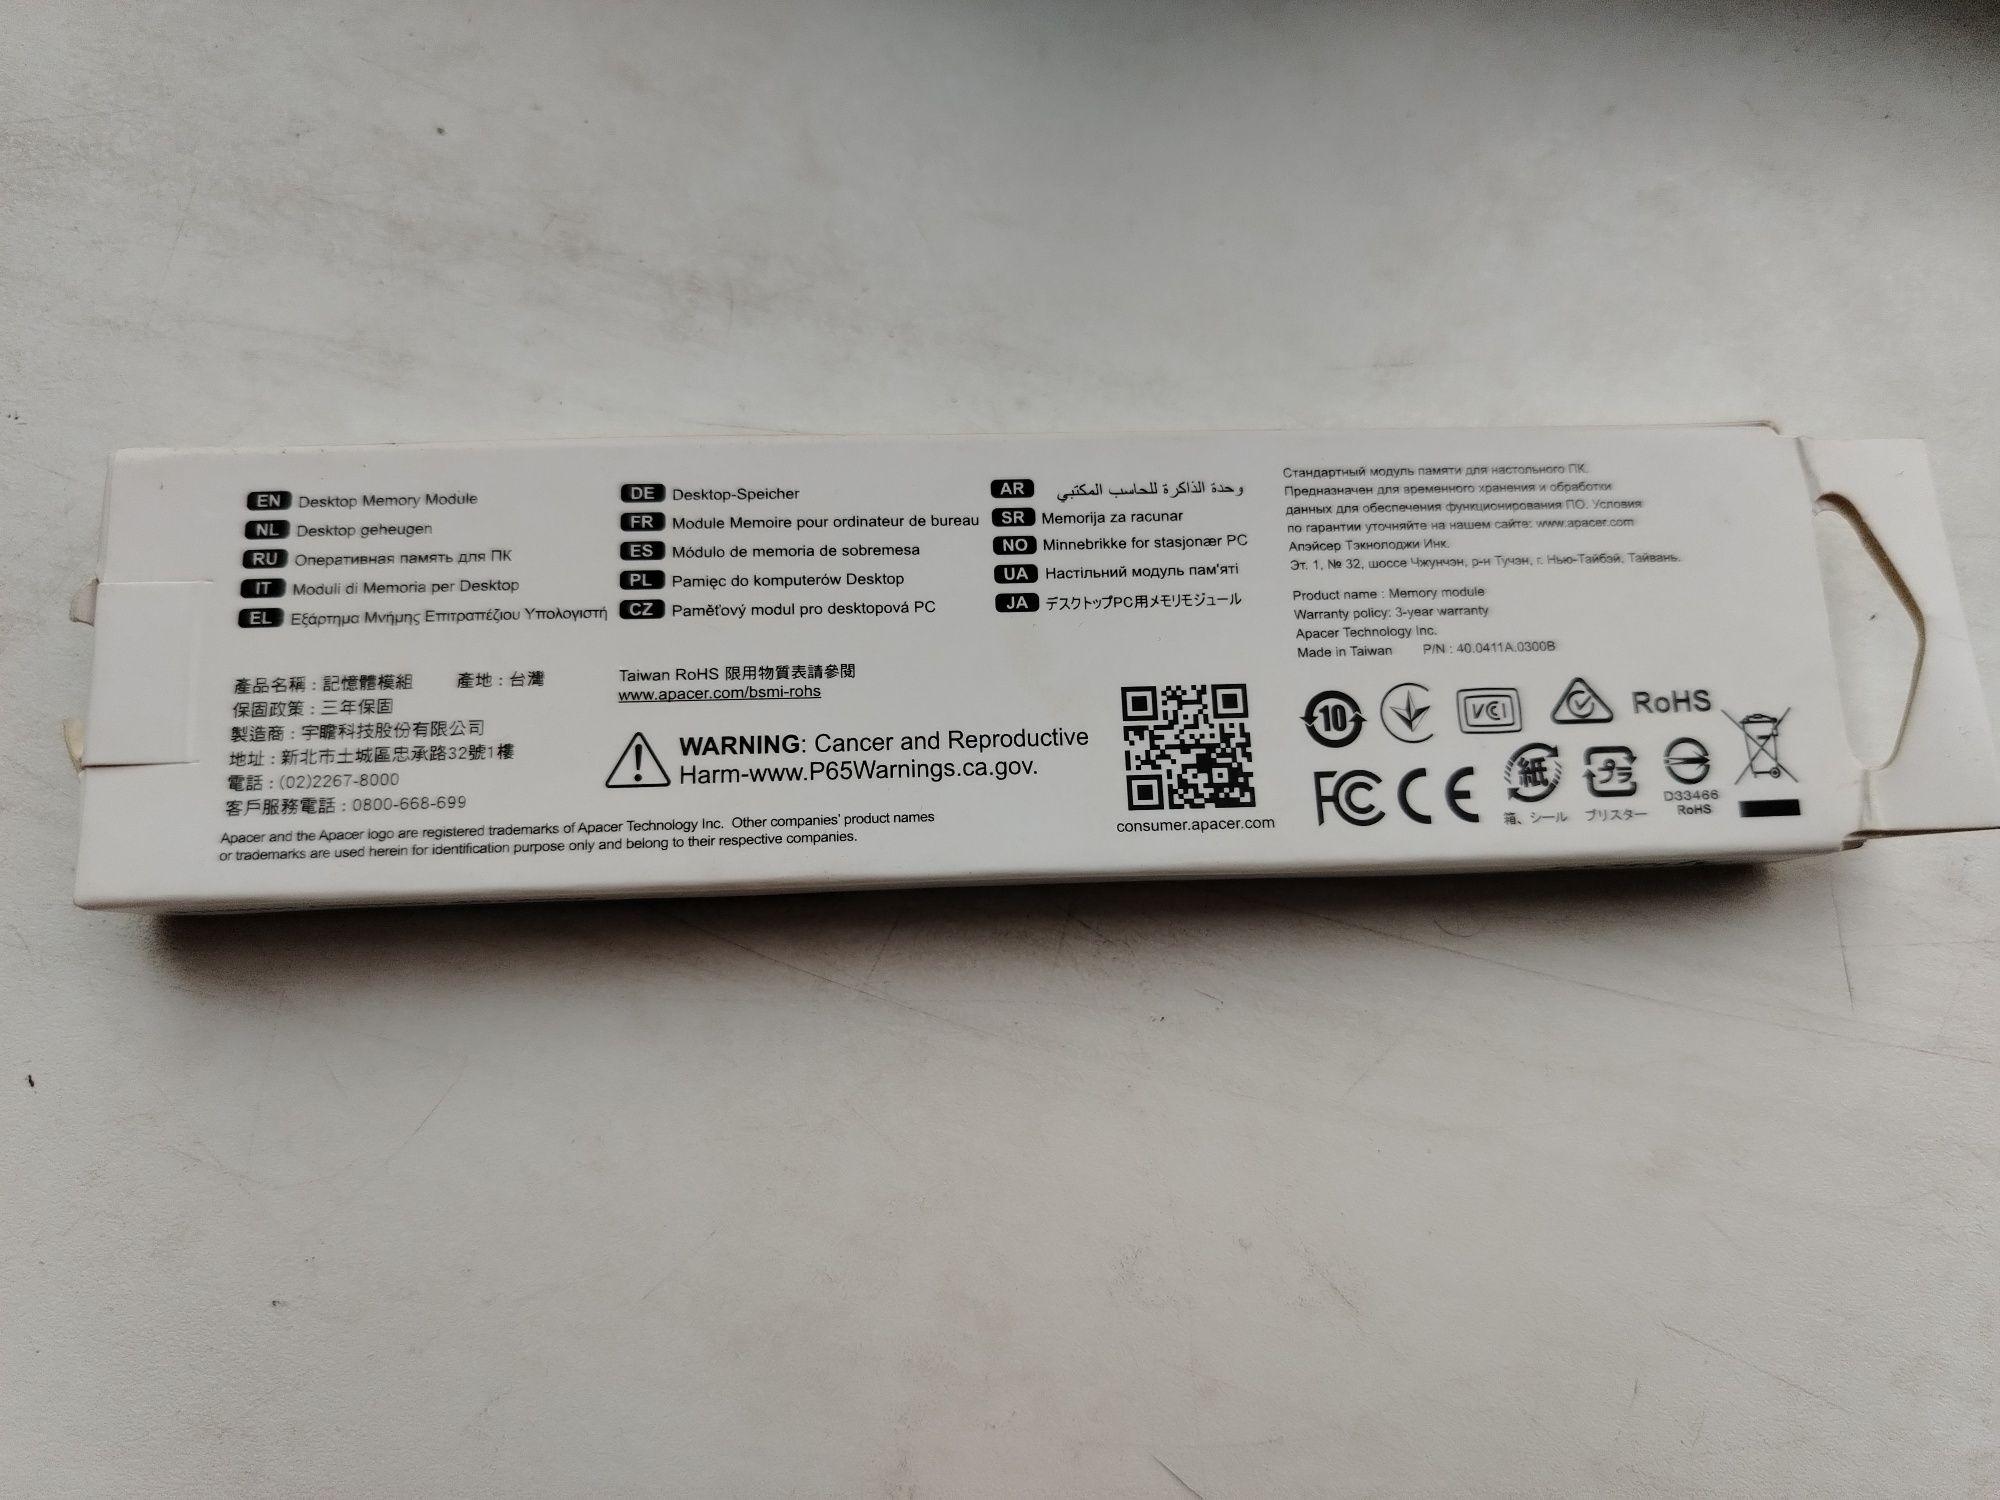 EN Desktop Memory Module
NL Desktop geheugen
RU Оперативная память для ПК
IT Moduli di Memoria per Desktop
EL Εξάρτημα Μνήμης Επιτραπέζιου Υπολογιστή
DE Desktop-Speicher
FR Module Memoire pour ordinateur de bureau
ES Módulo de memoria de sobremesa
PL Pamięc do komputerów Desktop
CZ Paměťový modul pro desktopová PC
AR وحدة الذاكرة للحاسب المكتبي
SR Memorija za racunar
NO Minnebrikke for stasjonær PC
UA Настільний модуль пам'яті
JA デスクトップPC用メモリモジュール
Стандартный модуль памяти для настольного ПК.
Предназначен для временного хранения и обработки
данных для обеспечения функционирования ПО. Условия
по гарантии уточняйте на нашем сайте: www.apacer.com
Апэйсер Тэкнолоджи Инк.
Эт. 1, № 32, шоссе Чжунчэн, р-н Тучэн, г. Нью-Тайбэй, Тайвань.
Product name : Memory module
Warranty policy: 3-year warranty
Apacer Technology Inc.
Made in Taiwan P/N : 40.0411A.0300B
產品名稱：記憶體模組 產地：台灣
保固政策：三年保固
製造商：宇瞻科技股份有限公司
地址：新北市土城區忠承路32號1樓
電話：(02)2267-8000
客戶服務電話：0800-668-699
Taiwan RoHS 限用物質表請參閱
www.apacer.com/bsmi-rohs
WARNING: Cancer and Reproductive
Harm-www.P65Warnings.ca.gov.
Apacer and the Apacer logo are registered trademarks of Apacer Technology Inc. Other companies' product names
or trademarks are used herein for identification purpose only and belong to their respective companies.
consumer.apacer.com
10 VCI RoHS
FC CE 紙 プラ
箱、シール ブリスター
D33466
RoHS